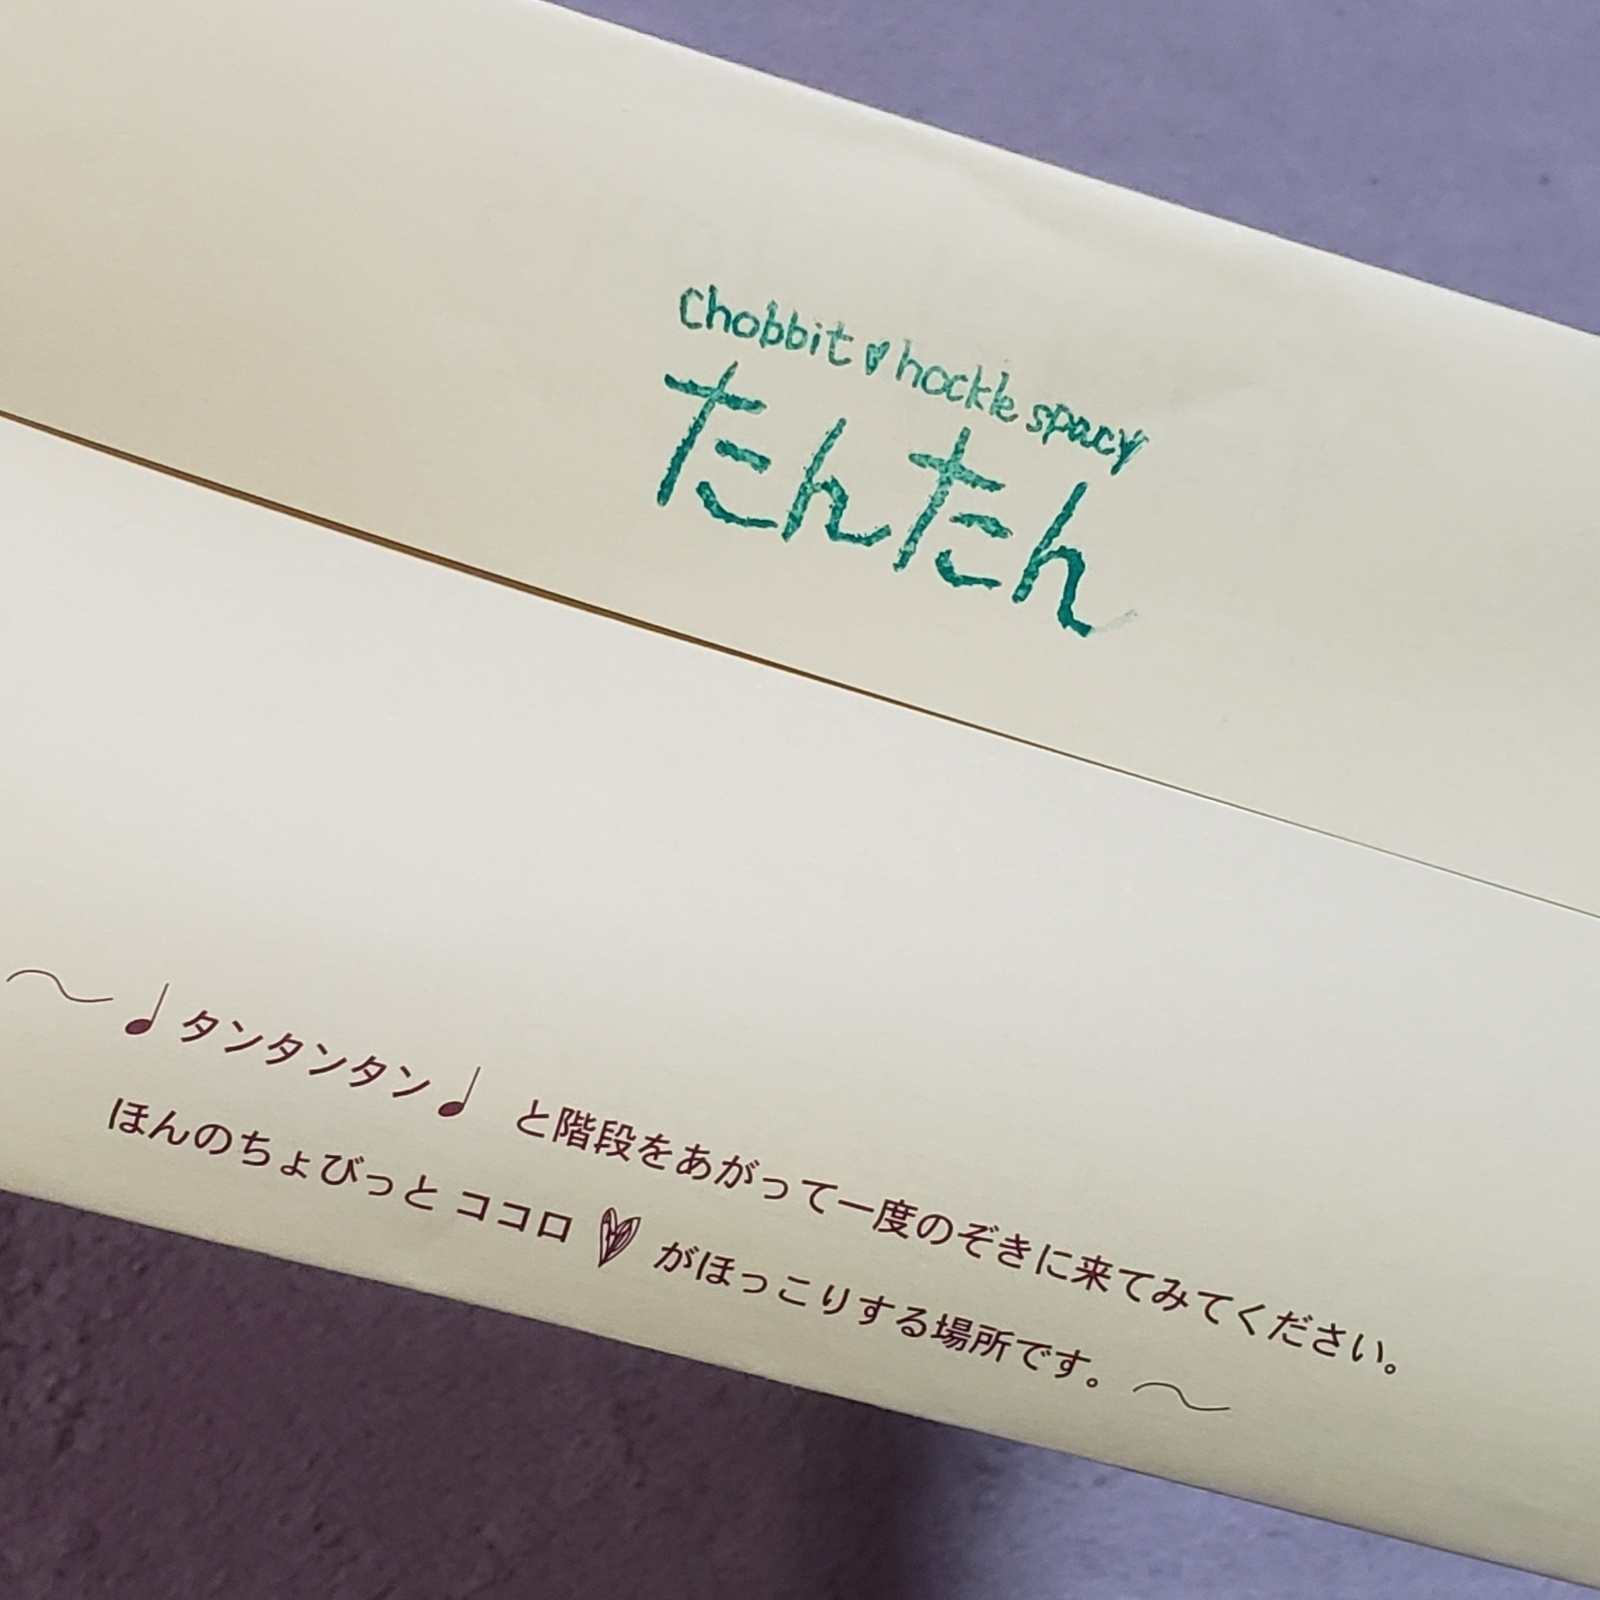 Chobbit♥hockle spacy
たんたん
〜♩タンタンタン♩ と階段をあがって一度のぞきに来てみてください。
ほんのちょびっと ココロ♥がほっこりする場所です。〜